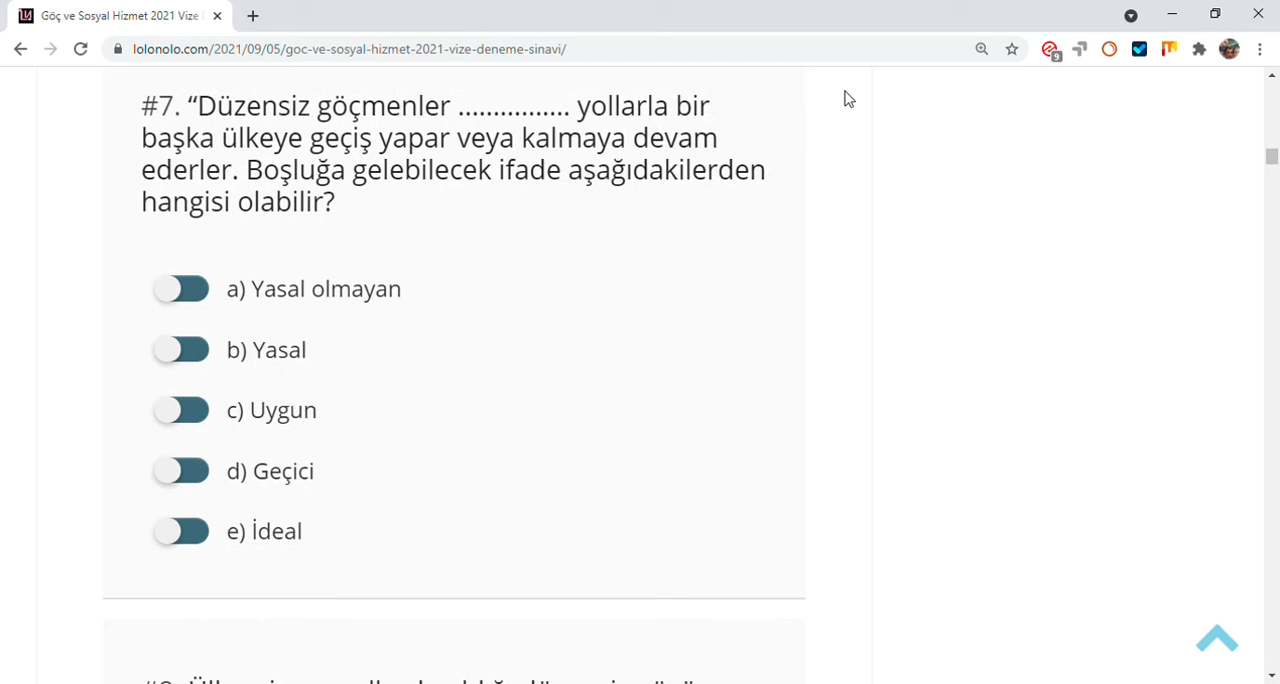 Göç ve Sosyal Hizmet 2021 Vize
lolonolo.com/2021/09/05/goc-ve-sosyal-hizmet-2021-vize-deneme-sinavi/
9
#7. “Düzensiz göçmenler ................ yollarla bir
başka ülkeye geçiş yapar veya kalmaya devam
ederler. Boşluğa gelebilecek ifade aşağıdakilerden
hangisi olabilir?
a) Yasal olmayan
b) Yasal
c) Uygun
d) Geçici
e) İdeal